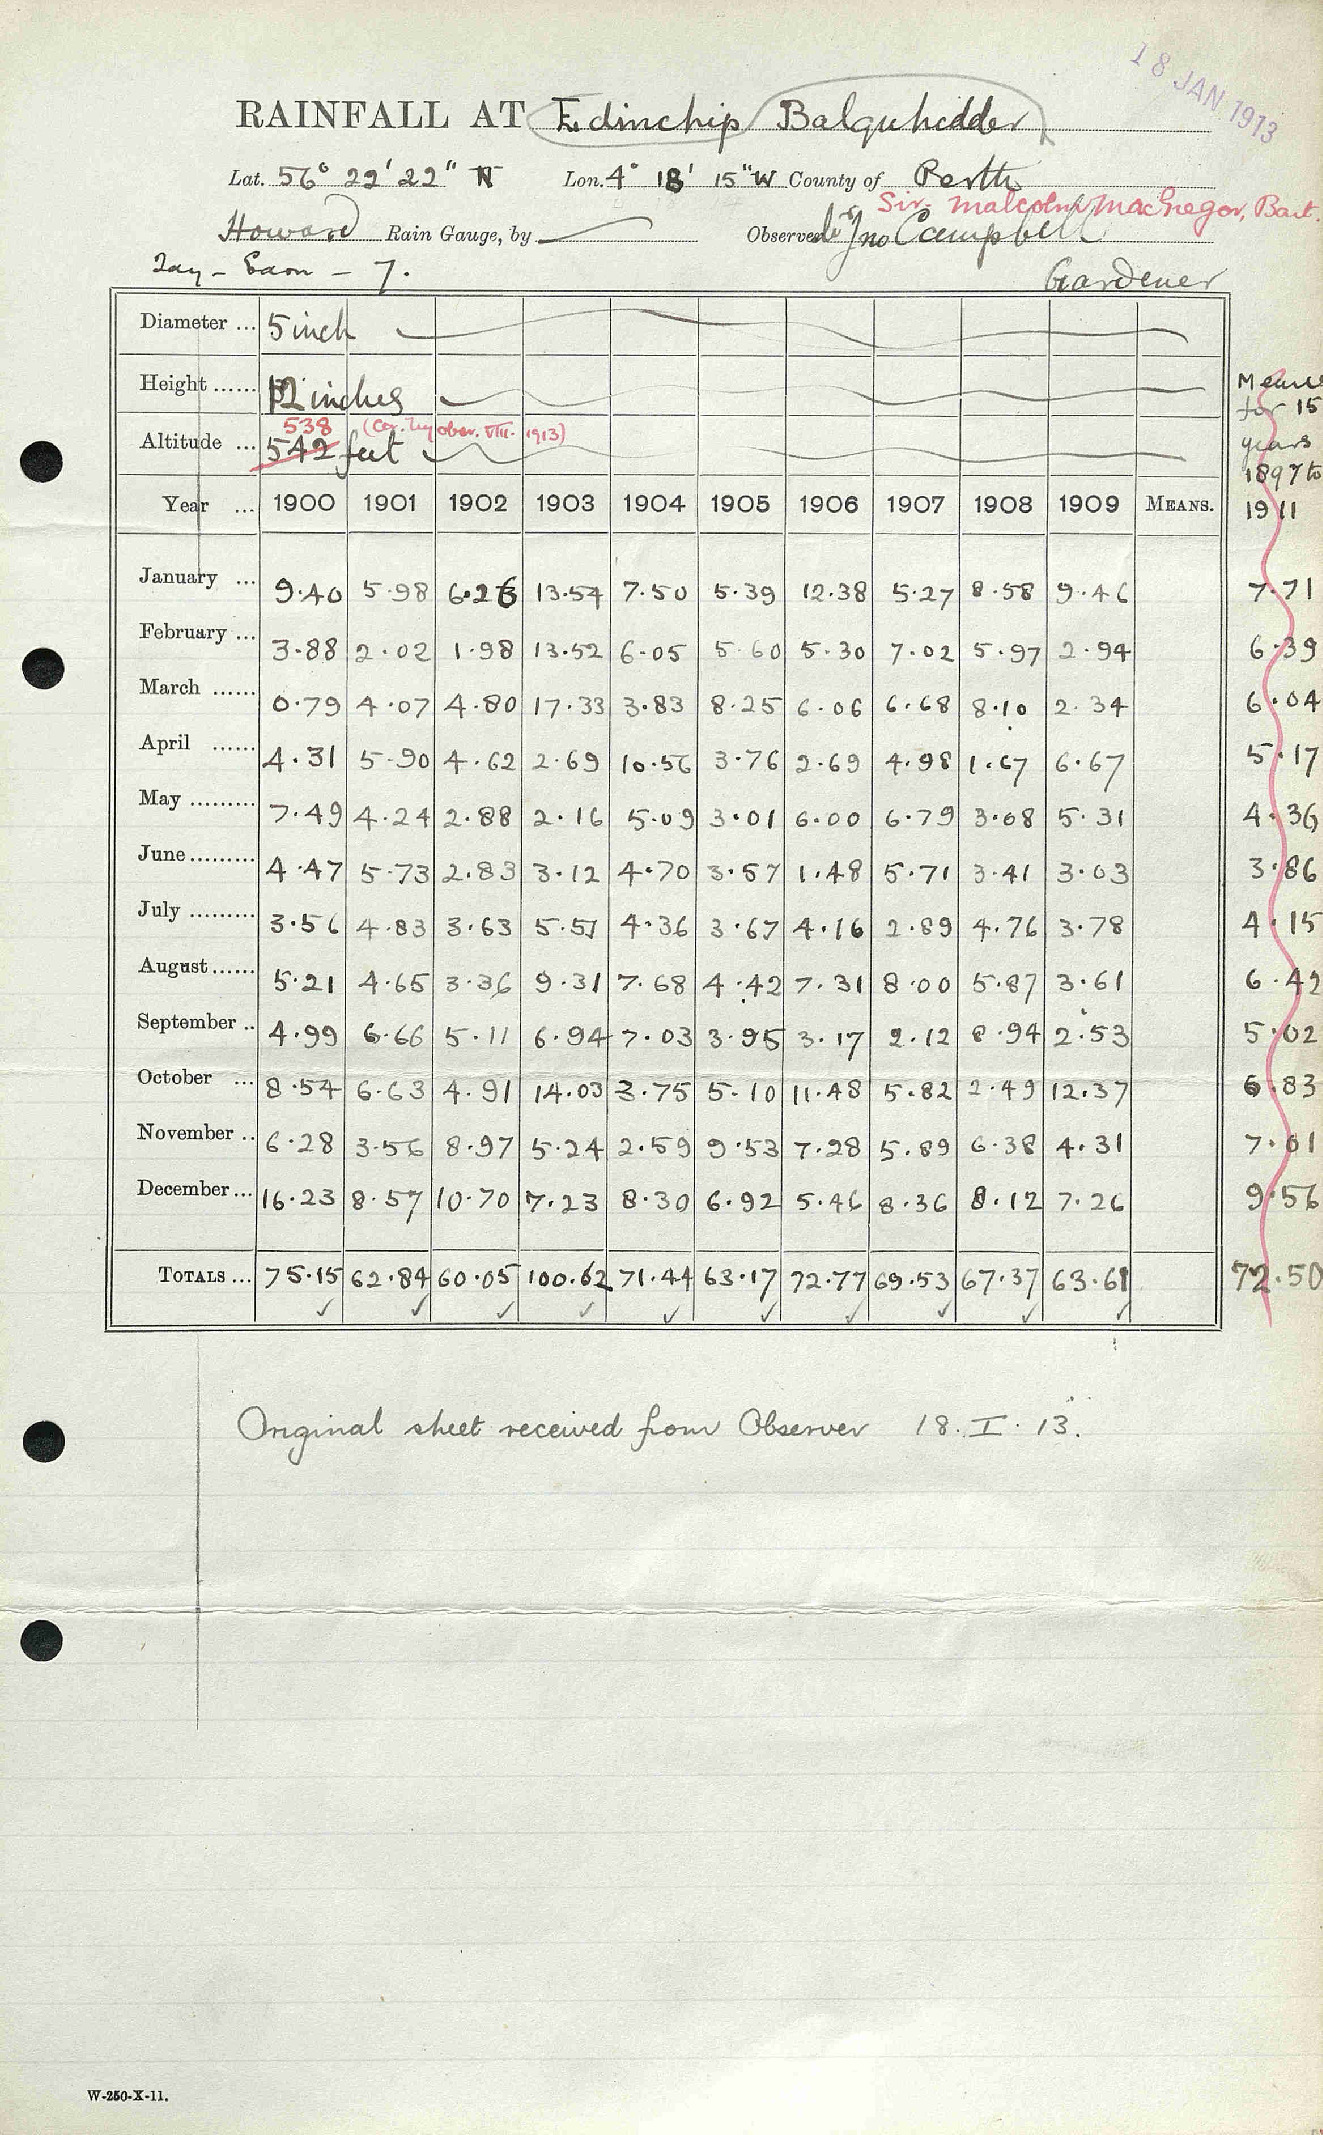 18 JAN. 1913
RAINFALL AT Edinchip Balquhidder
Lat. 56° 22' 22" N Lon. 4° 18' 15" W County of Perth
Sir Malcolm MacGregor, Bart.
Howard Rain Gauge, by Observer Jno Campbell
Tay - Earn - 7. Gardener
Diameter ... 5 inch
Height ...... 12 inches
538 1913)
Altitude ... 542 feet
Means for 15 years 1897 to 1911
Year ... 1900 1901 1902 1903 1904 1905 1906 1907 1908 1909 MEANS.
January ... 9.40 5.98 6.26 13.54 7.50 5.39 12.38 5.27 8.58 9.46 7.71
February ... 3.88 2.02 1.98 13.52 6.05 5.60 5.30 7.02 5.97 2.94 6.39
March ...... 0.79 4.07 4.80 17.33 3.83 8.25 6.06 6.68 8.10 2.34 6.04
April ...... 4.31 5.90 4.62 2.69 10.56 3.76 2.69 4.98 1.67 6.67 5.17
May ......... 7.49 4.24 2.88 2.16 5.09 3.01 6.00 6.79 3.08 5.31 4.36
June ......... 4.47 5.73 2.83 3.12 4.70 3.57 1.48 5.71 3.41 3.03 3.86
July ......... 3.56 4.83 3.63 5.51 4.36 3.67 4.16 2.89 4.76 3.78 4.15
August ...... 5.21 4.65 3.36 9.31 7.68 4.42 7.31 8.00 5.87 3.61 6.42
September .. 4.99 6.66 5.11 6.94 7.03 3.95 3.17 2.12 8.94 2.53 5.02
October ... 8.54 6.63 4.91 14.03 3.75 5.10 11.48 5.82 2.49 12.37 6.83
November .. 6.28 3.56 8.97 5.24 2.59 9.53 7.28 5.89 6.38 4.31 7.01
December ... 16.23 8.57 10.70 7.23 8.30 6.92 5.46 8.36 8.12 7.26 9.56
TOTALS ... 75.15 62.84 60.05 100.62 71.44 63.17 72.77 69.53 67.37 63.61 72.50
✓ ✓ ✓ ✓ ✓ ✓ ✓ ✓ ✓ ✓
Original sheet received from Observer 18.I.13.
W-250-X-11.